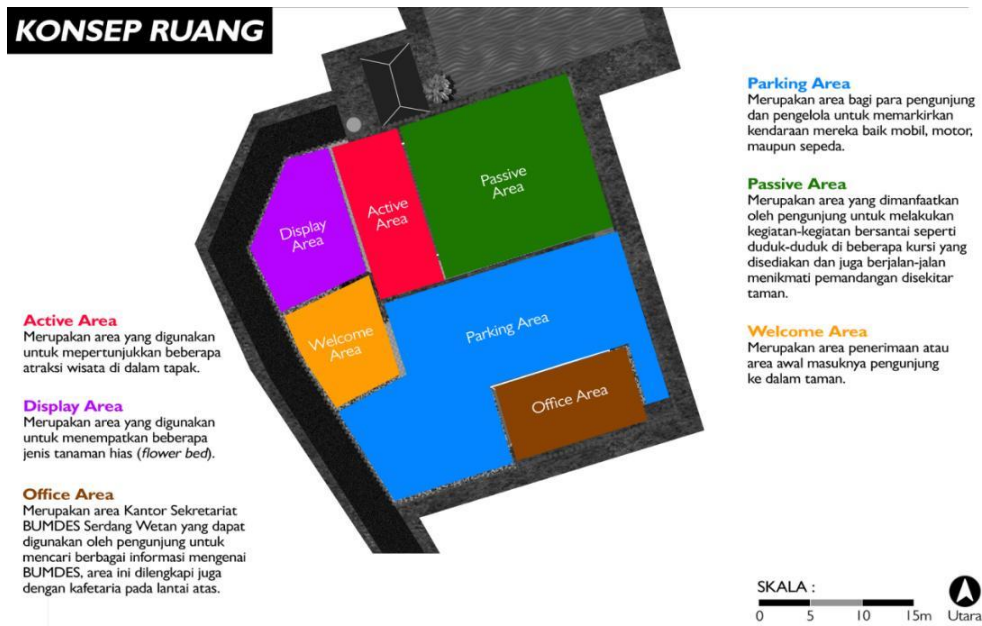 KONSEP RUANG
Active Area
Merupakan area yang digunakan
untuk mepertunjukkan beberapa
atraksi wisata di dalam tapak.
Display Area
Merupakan area yang digunakan
untuk menempatkan beberapa
jenis tanaman hias (flower bed).
Office Area
Merupakan area Kantor Sekretariat
BUMDES Serdang Wetan yang dapat
digunakan oleh pengunjung untuk
mencari berbagai informasi mengenai
BUMDES, area ini dilengkapi juga
dengan kafetaria pada lantai atas.
Display
Area
Active
Area
Passive
Area
Welcome
Area
Parking Area
Office Area
Parking Area
Merupakan area bagi para pengunjung
dan pengelola untuk memarkirkan
kendaraan mereka baik mobil, motor,
maupun sepeda.
Passive Area
Merupakan area yang dimanfaatkan
oleh pengunjung untuk melakukan
kegiatan-kegiatan bersantai seperti
duduk-duduk di beberapa kursi yang
disediakan dan juga berjalan-jalan
menikmati pemandangan disekitar
taman.
Welcome Area
Merupakan area penerimaan atau
area awal masuknya pengunjung
ke dalam taman.
SKALA :
0 5 10 15m
Utara